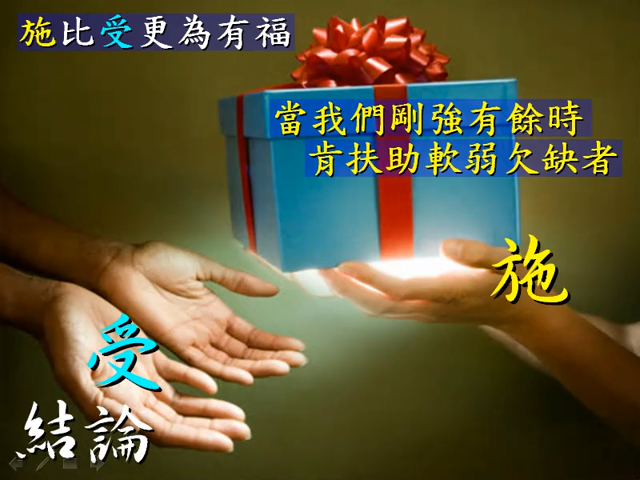 施比受更為有福
當我們剛強有餘時
肯扶助軟弱欠缺者
施
受
結論